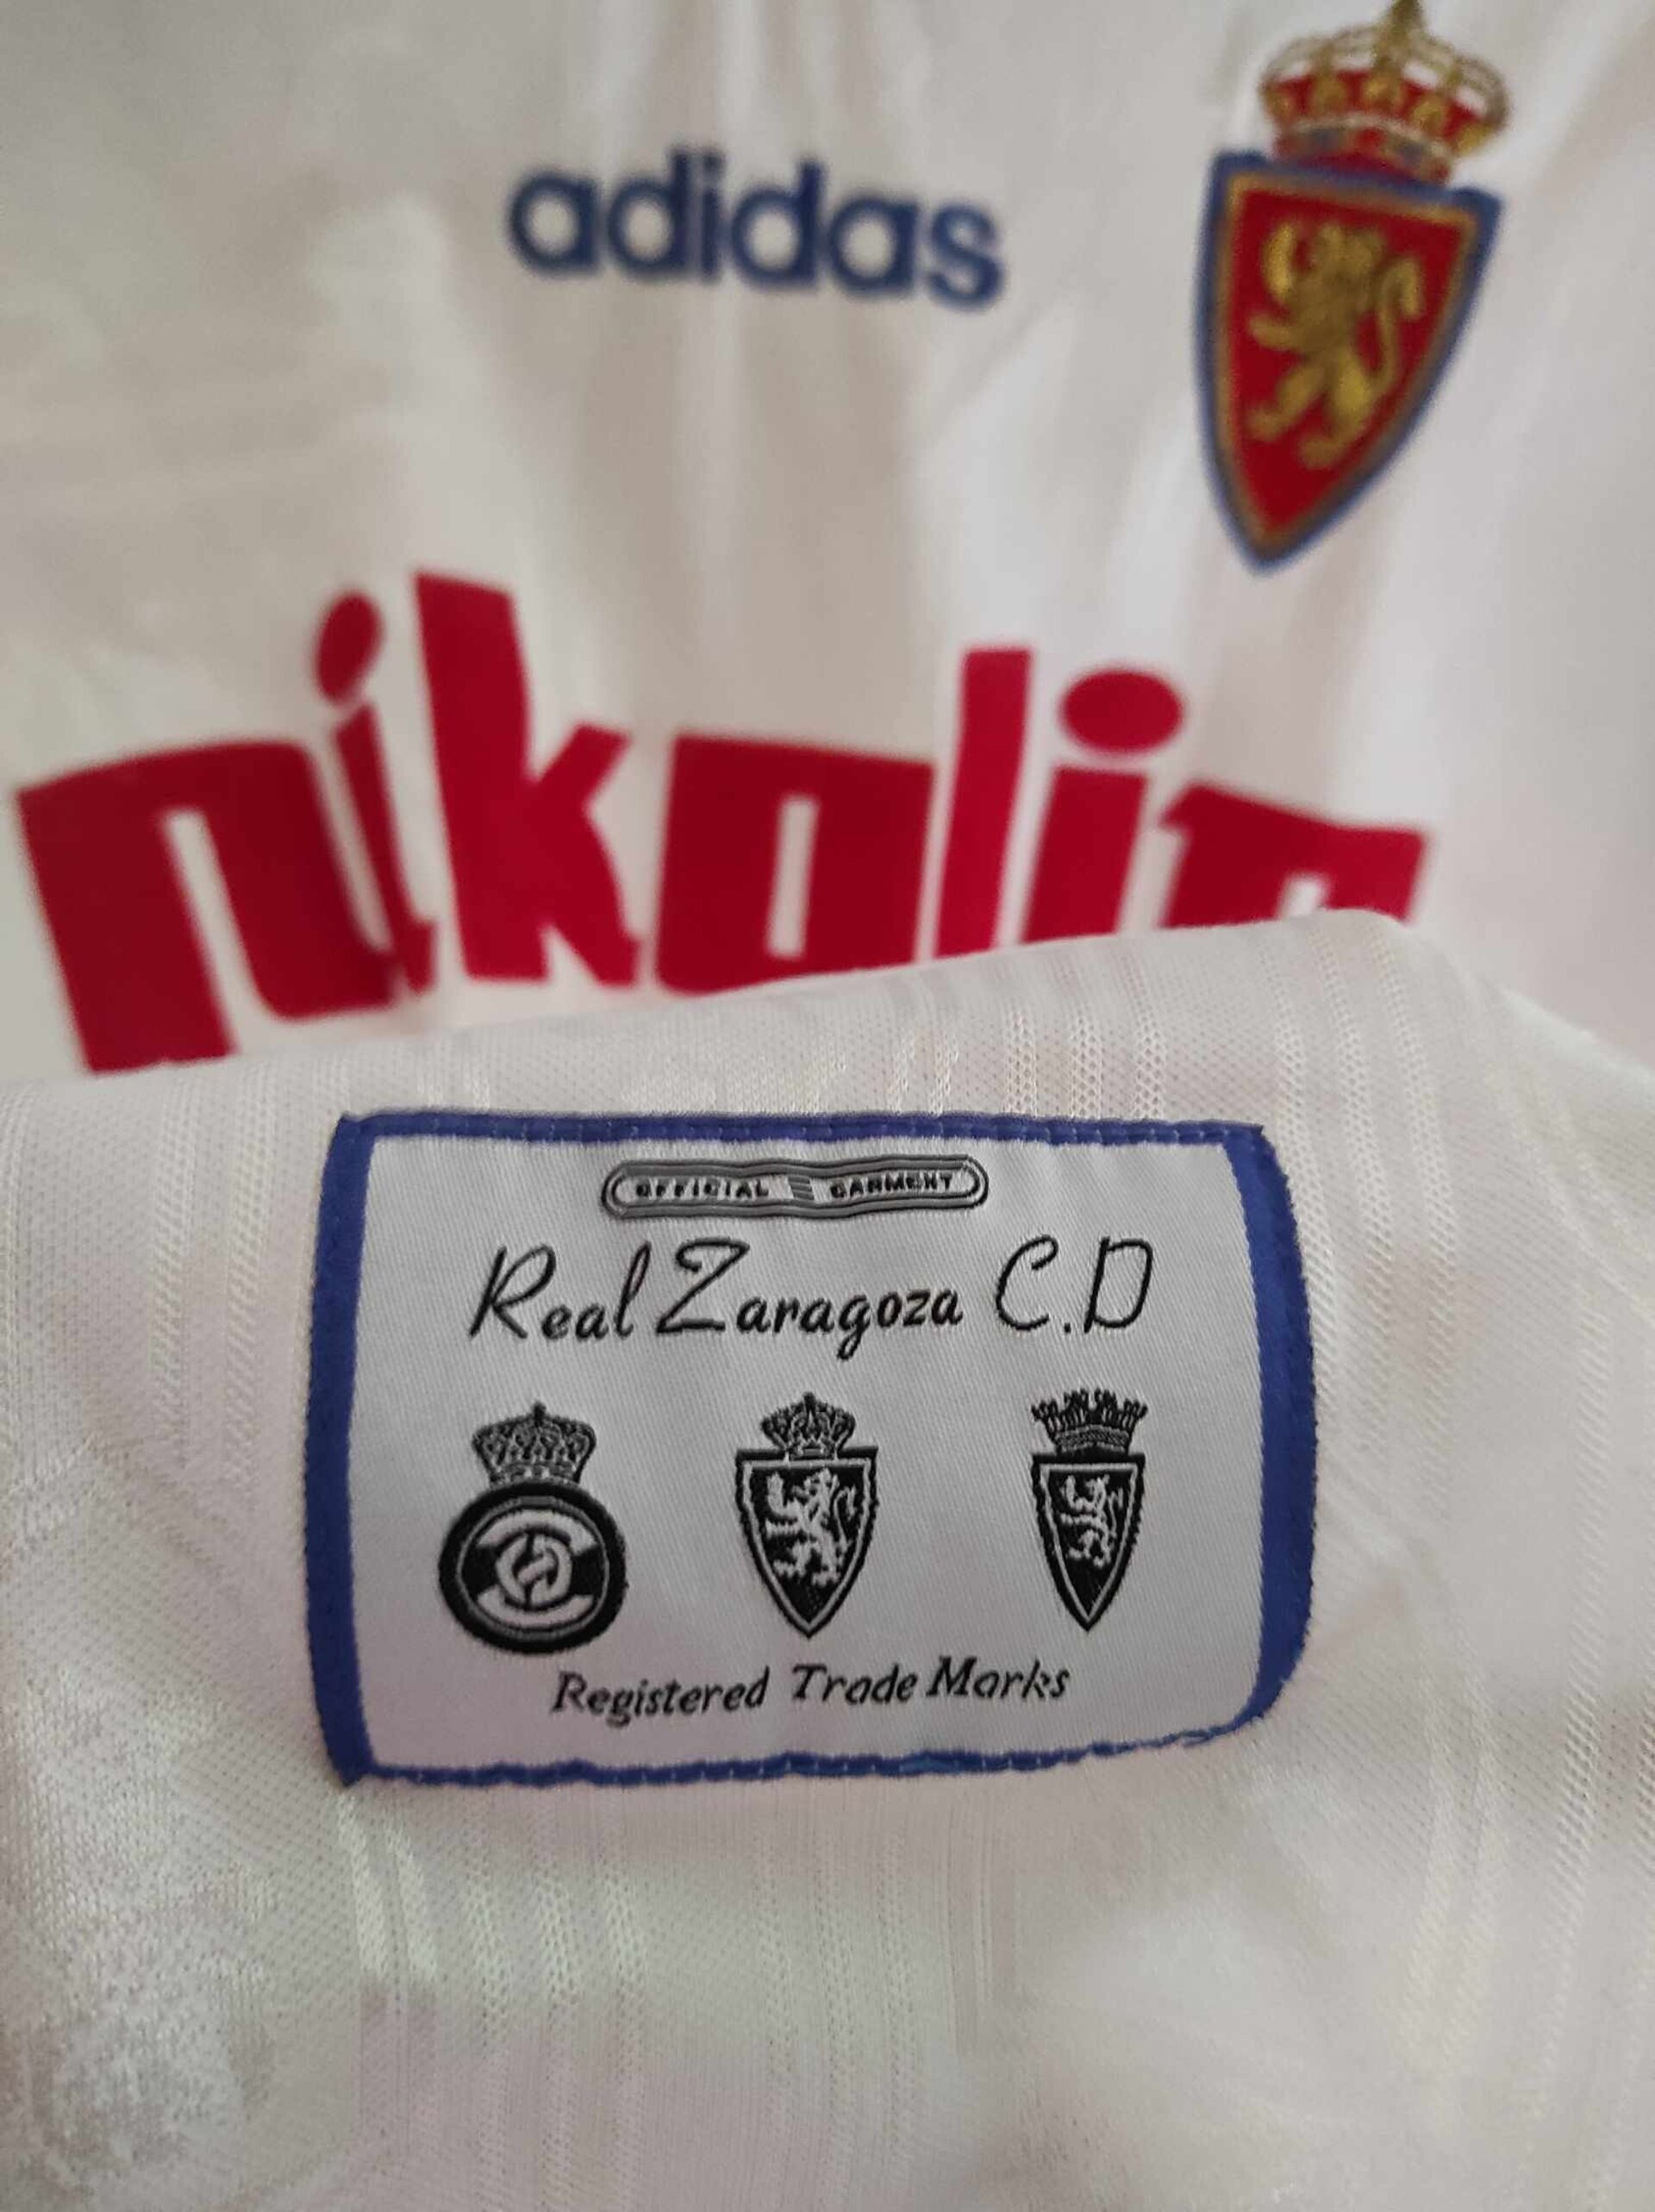 adidas
nikolin
OFFICIAL GARMENT
Real Zaragoza C.D
Registered Trade Marks